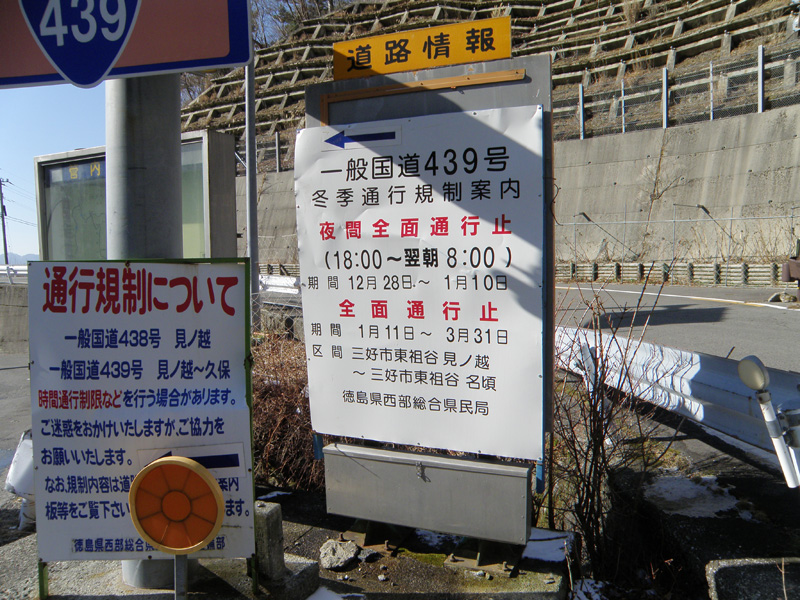 439
道路情報
一般国道439号
冬季通行規制案内
夜間全面通行止
(18:00～翌朝 8:00)
期間 12月28日～ 1月10日
全面通行止
期間 1月11日～ 3月31日
区間 三好市東祖谷 見ノ越
～三好市東祖谷 名頃
徳島県西部総合県民局
通行規制について
一般国道438号 見ノ越
一般国道439号 見ノ越～久保
時間通行制限などを行う場合があります。
ご迷惑をおかけいたしますが、ご協力を
お願いいたします。
なお、規制内容は道
案内
板等をご覧下さ
ます。
徳島県西部総合県